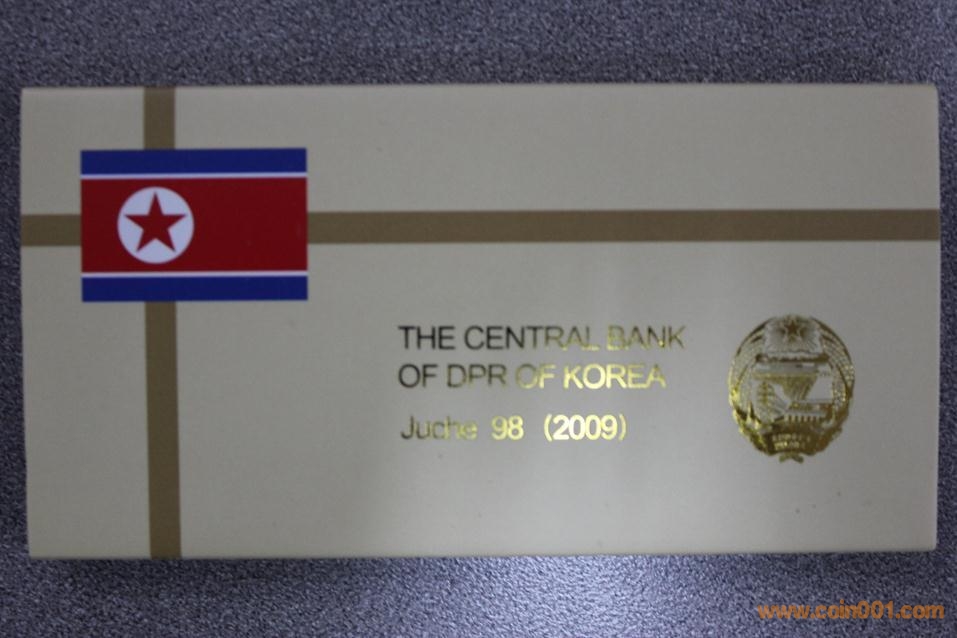 THE CENTRAL BANK
OF DPR OF KOREA
Juche 98 (2009)
www.coin001.com